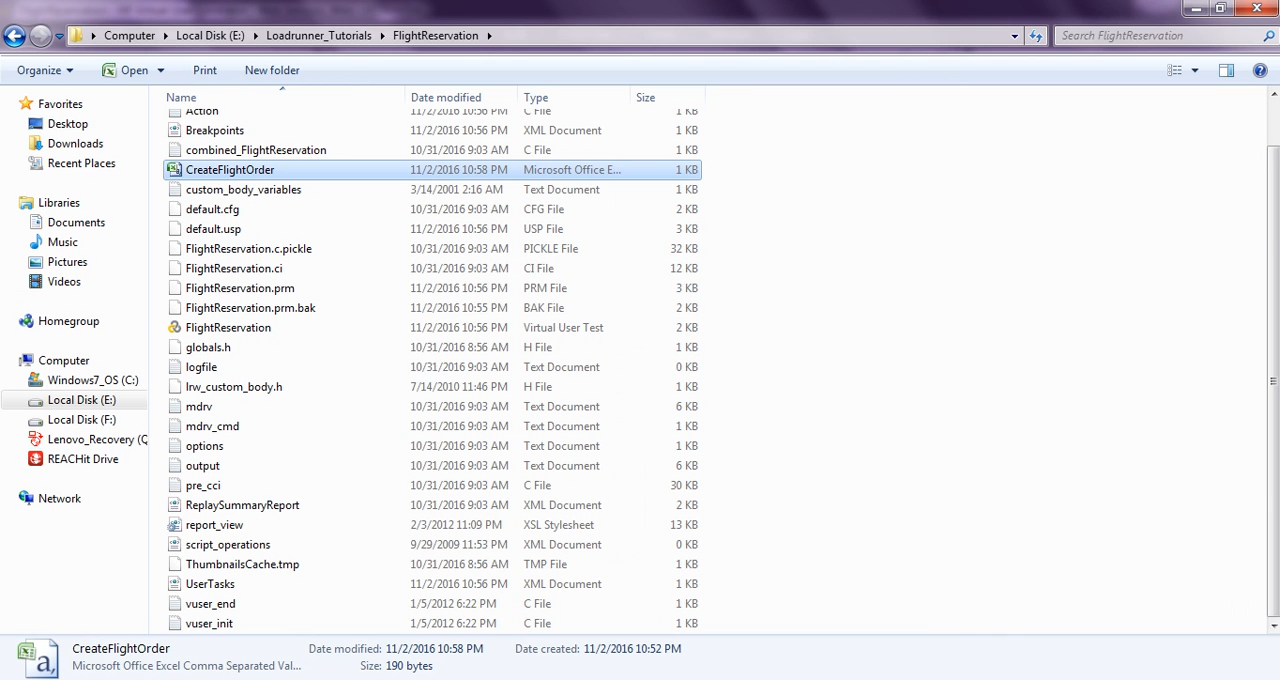 Computer Local Disk (E:) Loadrunner_Tutorials FlightReservation Search FlightReservation
Organize Open Print New folder
Favorites
Desktop
Downloads
Recent Places
Libraries
Documents
Music
Pictures
Videos
Homegroup
Computer
Windows7_OS (C:)
Local Disk (E:)
Local Disk (F:)
Lenovo_Recovery (Q
REACHit Drive
Network
Name Date modified Type Size
Action 11/2/2016 10:56 PM C File 1 KB
Breakpoints 11/2/2016 10:56 PM XML Document 1 KB
combined_FlightReservation 10/31/2016 9:03 AM C File 1 KB
CreateFlightOrder 11/2/2016 10:58 PM Microsoft Office E... 1 KB
custom_body_variables 3/14/2001 2:16 AM Text Document 1 KB
default.cfg 10/31/2016 9:03 AM CFG File 2 KB
default.usp 11/2/2016 10:56 PM USP File 3 KB
FlightReservation.c.pickle 10/31/2016 9:03 AM PICKLE File 32 KB
FlightReservation.ci 10/31/2016 9:03 AM CI File 12 KB
FlightReservation.prm 11/2/2016 10:56 PM PRM File 3 KB
FlightReservation.prm.bak 11/2/2016 10:55 PM BAK File 2 KB
FlightReservation 11/2/2016 10:56 PM Virtual User Test 2 KB
globals.h 10/31/2016 8:56 AM H File 1 KB
logfile 10/31/2016 9:03 AM Text Document 0 KB
lrw_custom_body.h 7/14/2010 11:46 PM H File 1 KB
mdrv 10/31/2016 9:03 AM Text Document 6 KB
mdrv_cmd 10/31/2016 9:03 AM Text Document 1 KB
options 10/31/2016 9:03 AM Text Document 1 KB
output 10/31/2016 9:03 AM Text Document 6 KB
pre_cci 10/31/2016 9:03 AM C File 30 KB
ReplaySummaryReport 10/31/2016 9:03 AM XML Document 2 KB
report_view 2/3/2012 11:09 PM XSL Stylesheet 13 KB
script_operations 9/29/2009 11:53 PM XML Document 0 KB
ThumbnailsCache.tmp 10/31/2016 8:56 AM TMP File 1 KB
UserTasks 11/2/2016 10:56 PM XML Document 1 KB
vuser_end 1/5/2012 6:22 PM C File 1 KB
vuser_init 1/5/2012 6:22 PM C File 1 KB
CreateFlightOrder Date modified: 11/2/2016 10:58 PM Date created: 11/2/2016 10:52 PM
Microsoft Office Excel Comma Separated Val... Size: 190 bytes